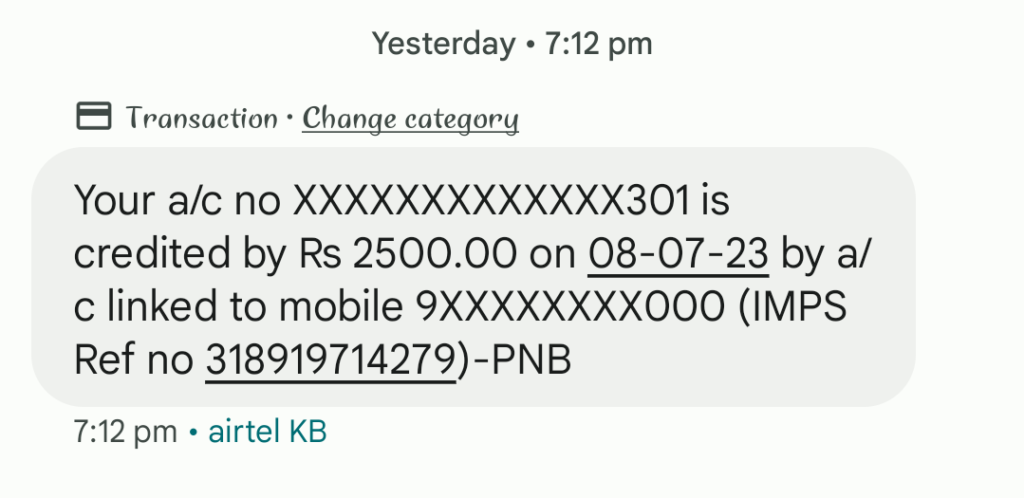 Yesterday • 7:12 pm
Transaction • Change category
Your a/c no XXXXXXXXXXXXX301 is
credited by Rs 2500.00 on 08-07-23 by a/
c linked to mobile 9XXXXXXXX000 (IMPS
Ref no 318919714279)-PNB
7:12 pm • airtel KB